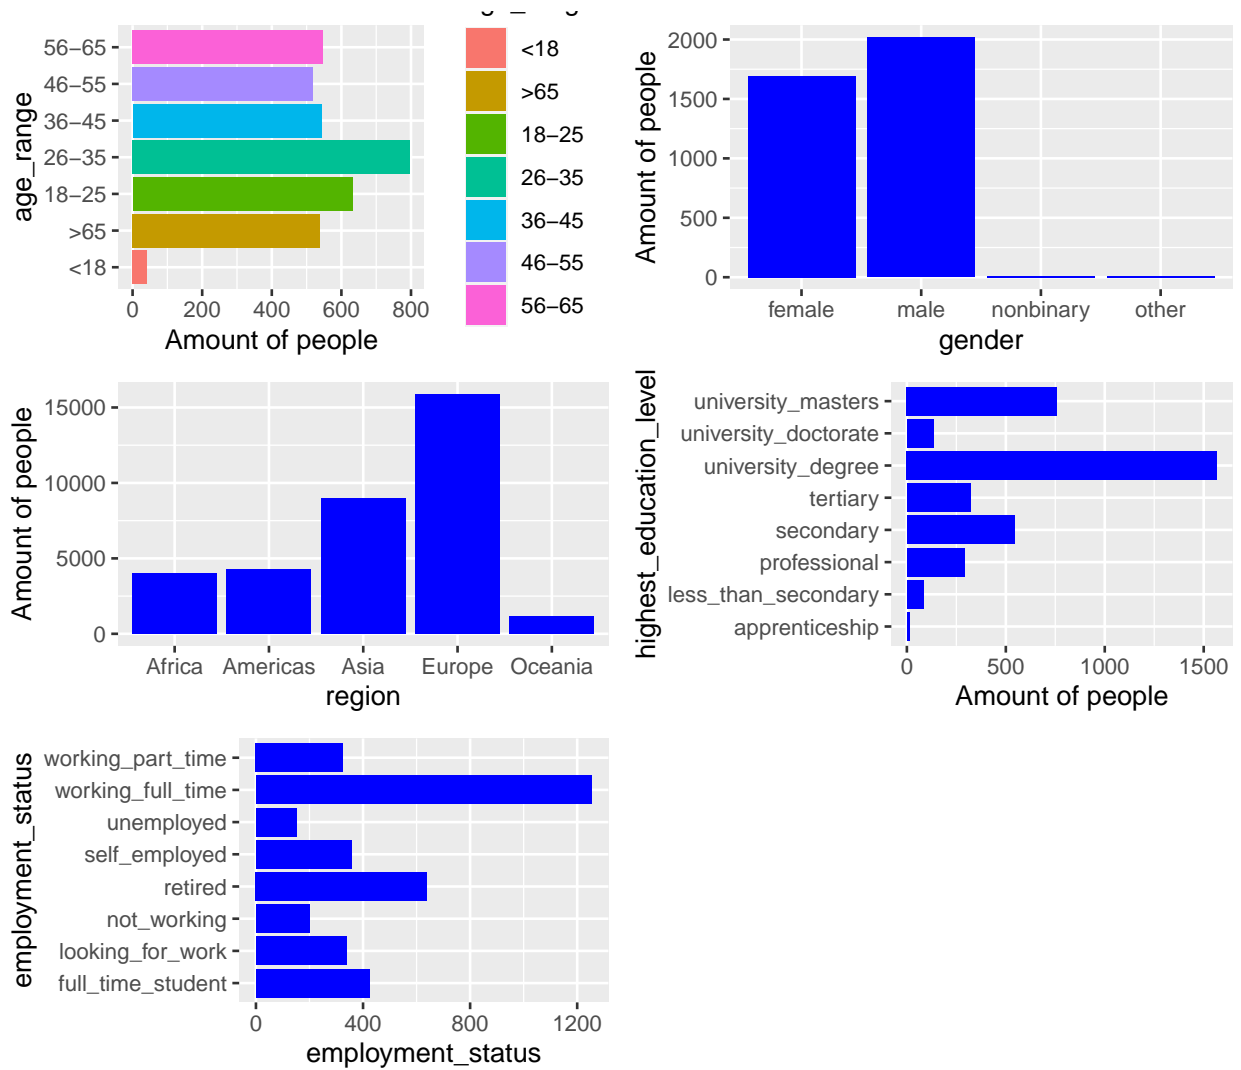 age_range
56−65
46−55
36−45
26−35
18−25
>65
<18
0 200 400 600 800
Amount of people
<18
>65
18−25
26−35
36−45
46−55
56−65
Amount of people
2000
1500
1000
500
0
female male nonbinary other
gender
Amount of people
15000
10000
5000
0
Africa Americas Asia Europe Oceania
region
highest_education_level
university_masters
university_doctorate
university_degree
tertiary
secondary
professional
less_than_secondary
apprenticeship
0 500 1000 1500
Amount of people
employment_status
working_part_time
working_full_time
unemployed
self_employed
retired
not_working
looking_for_work
full_time_student
0 400 800 1200
employment_status